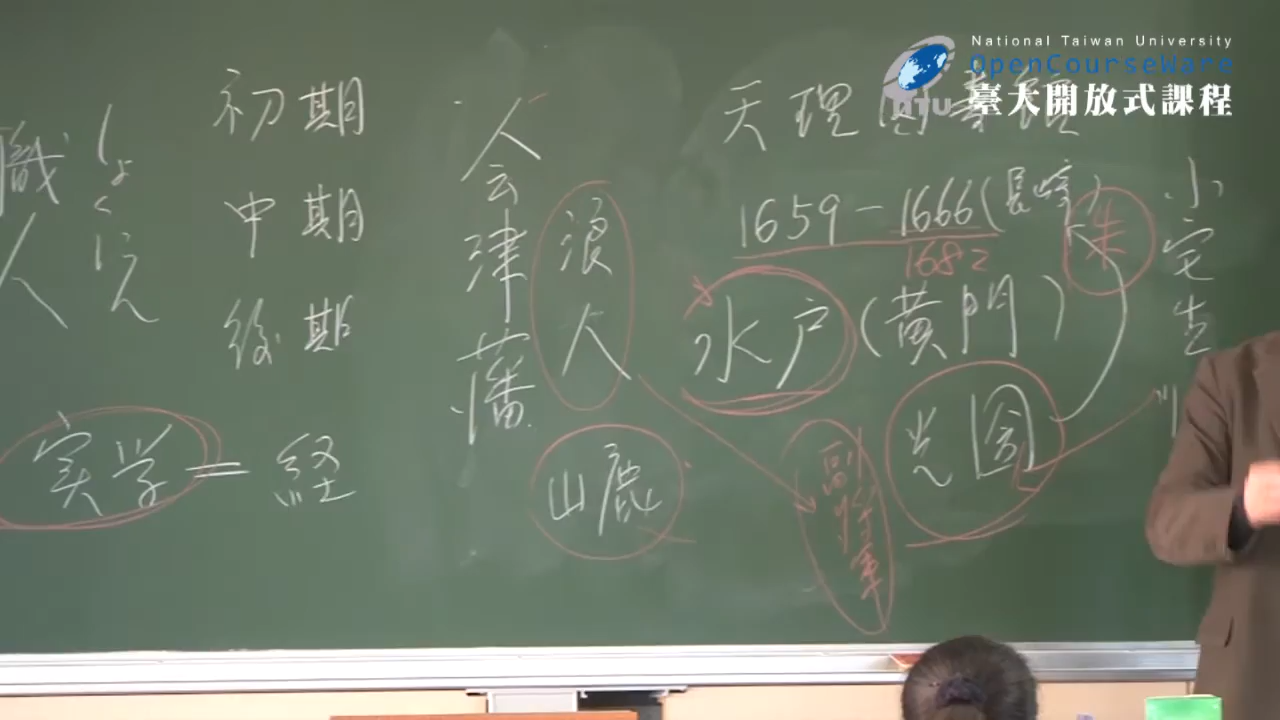 National Taiwan University
OpenCourseWare
NTU 臺大開放式課程
職人
しょくにん
初期
中期
後期
実学=経
人
会津藩
浪人
山鹿
天理
1659-1666(長崎)
1682
朱
水户(黄門)
光圀
副将軍
小宅生